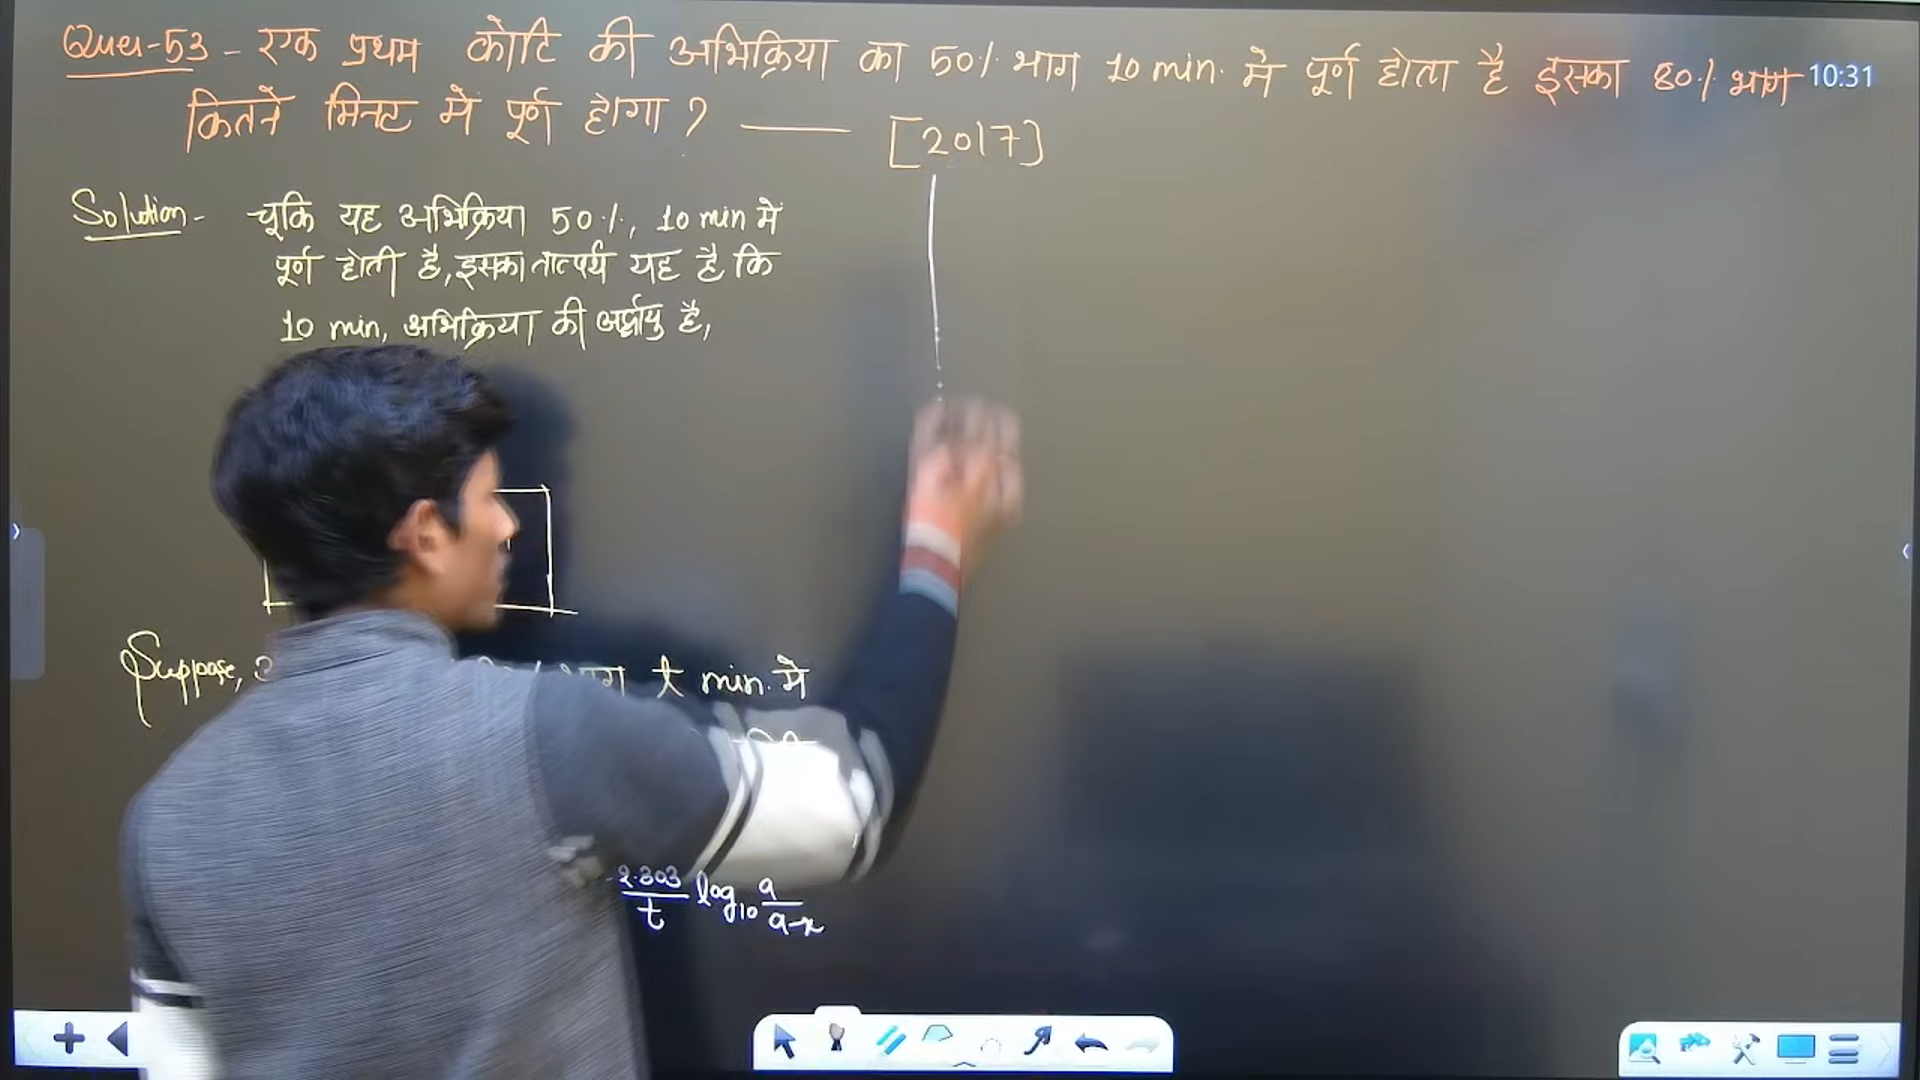 Ques-53 - एक प्रथम कोटि की अभिक्रिया का 50% भाग 10 min. मे पूर्ण होता है इसका 80% भाग
10:31
कितने मिनट में पूर्ण होगा ? —— [2017]
Solution - चूकि यह अभिक्रिया 50%, 10 min मे
पूर्ण होती है, इसका तात्पर्य यह है कि
10 min, अभिक्रिया की अर्द्धायु है,
Suppose, भाग t min. मे
2.303/t log₁₀ a/a-x